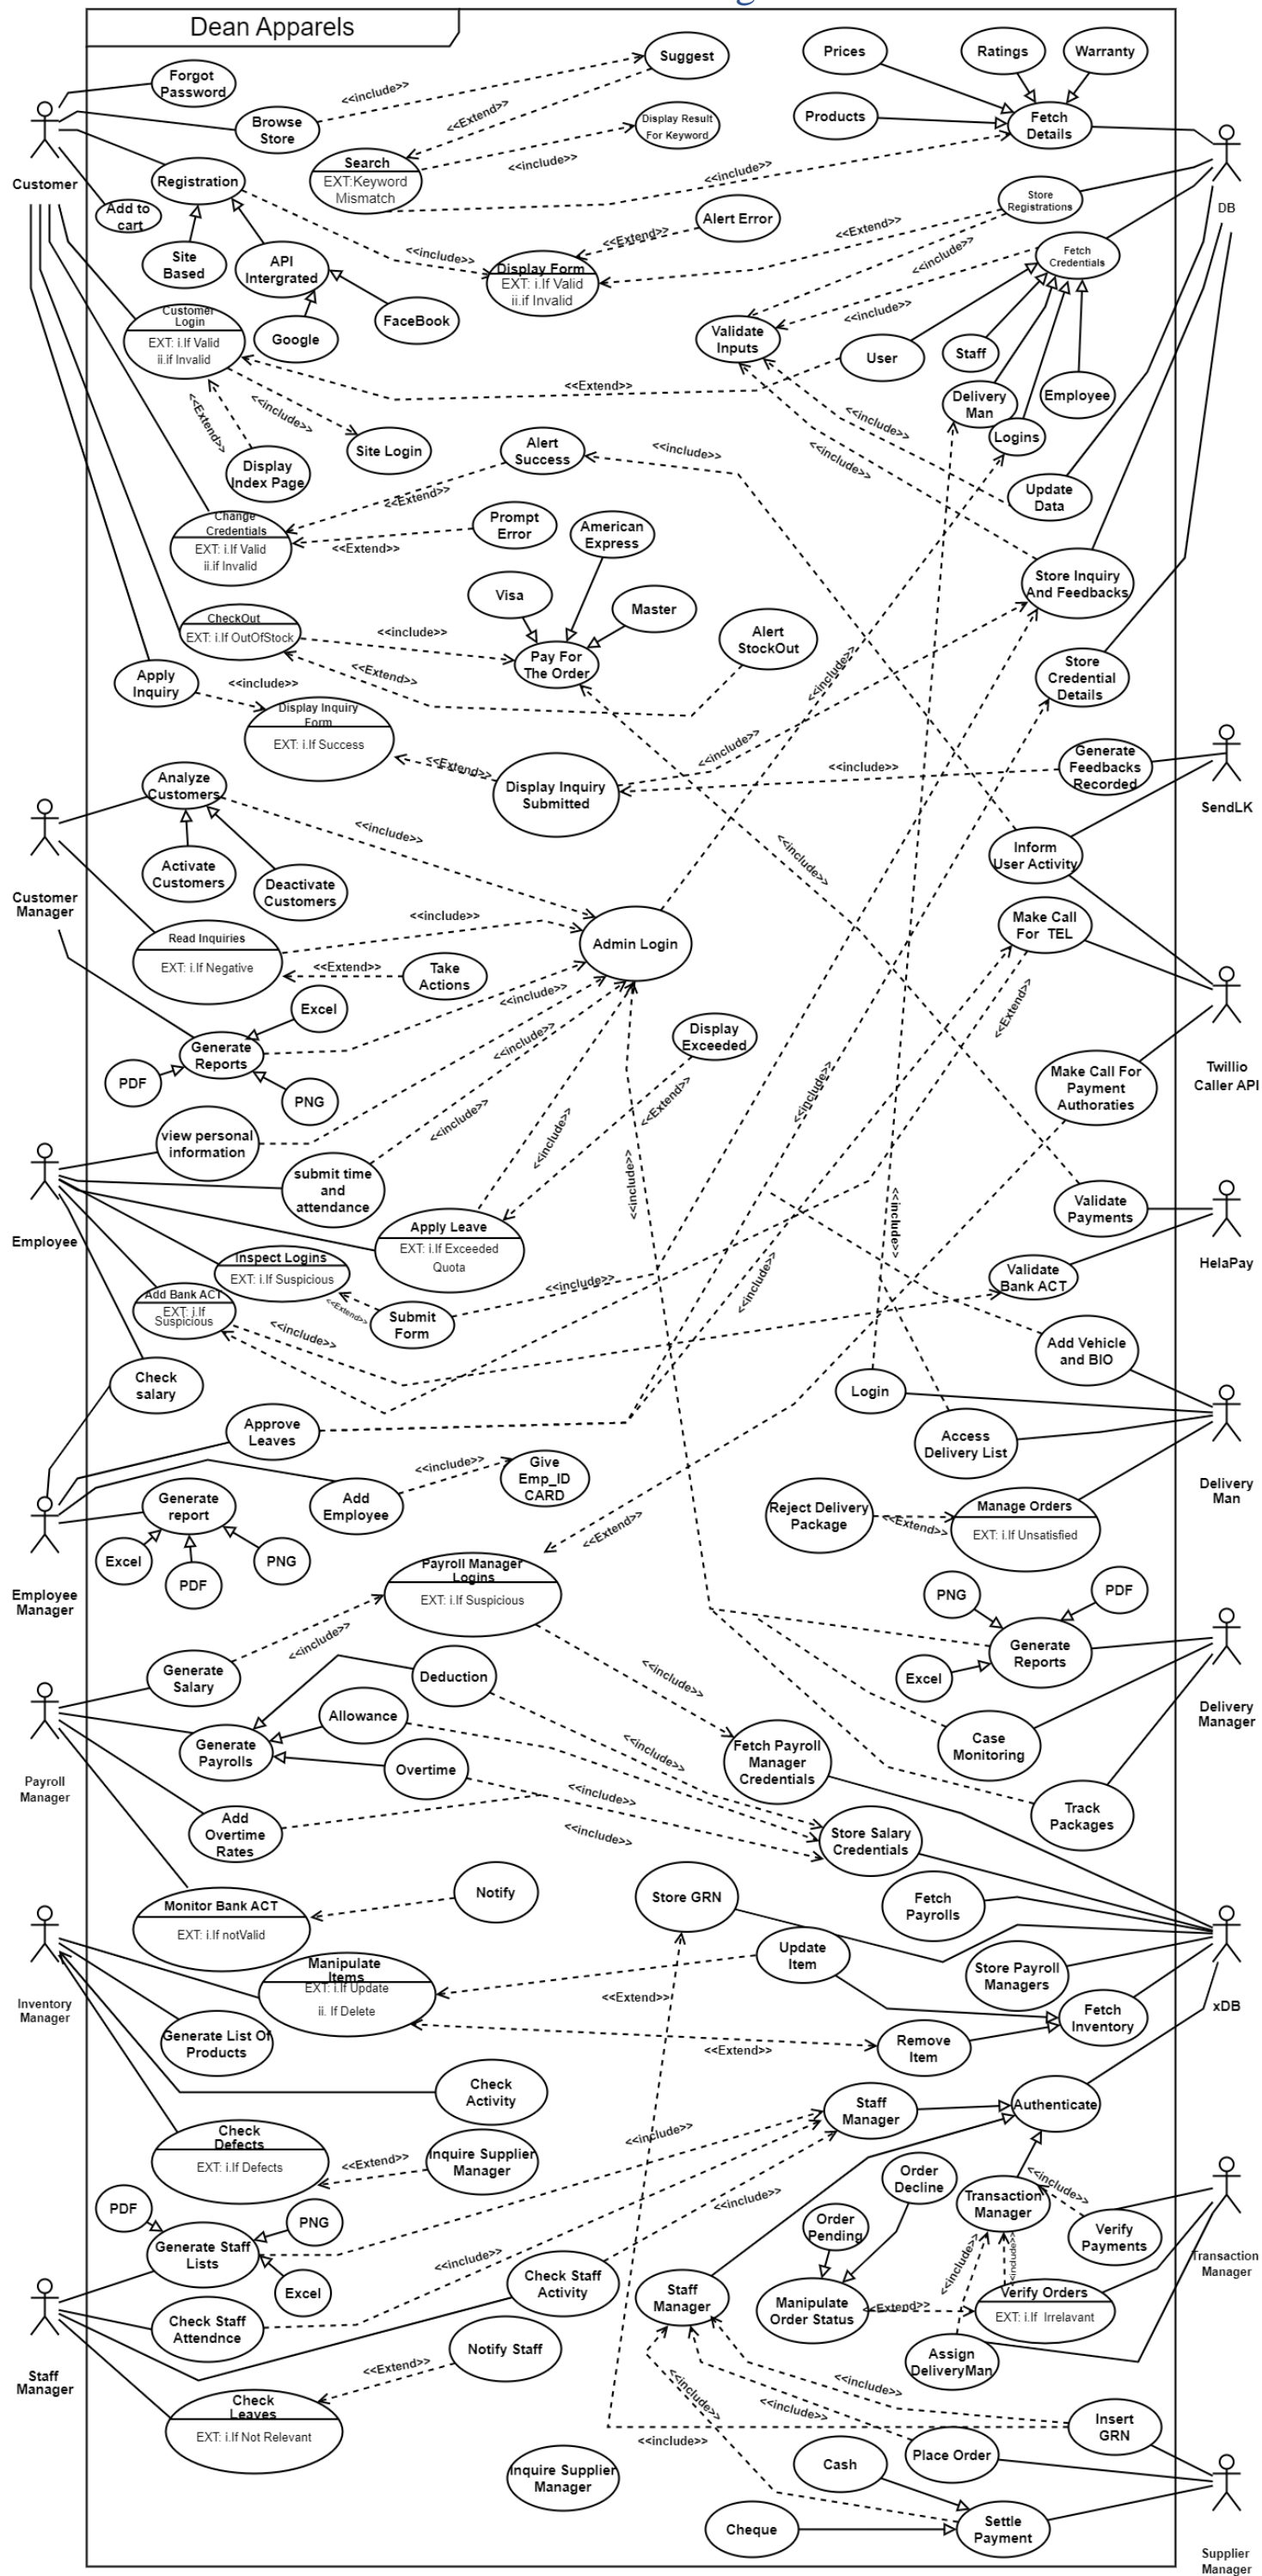 Dean Apparels
Forgot
Password
Suggest
Prices
Ratings
Warranty
<<include>>
Browse
Store
<<Extend>>
Display Result
For Keyword
Products
Fetch
Details
Customer
Search
EXT:Keyword
Mismatch
<<include>>
<<include>>
Registration
Add to
cart
Store
Registrations
DB
Alert Error
<<Extend>>
<<Extend>>
Site
Based
API
Intergrated
<<include>>
Display Form
EXT: i.If Valid
ii.if Invalid
<<include>>
Fetch
Credentials
<<include>>
Customer
Login
EXT: i.If Valid
ii.if Invalid
Google
FaceBook
Validate
Inputs
User
Staff
Delivery
Man
Employee
Logins
<<Extend>>
<<Extend>>
<<include>>
Site Login
Display
Index Page
Alert
Success
<<include>>
<<include>>
<<include>>
Update
Data
<<Extend>>
Change
Credentials
EXT: i.If Valid
ii.if Invalid
Prompt
Error
<<Extend>>
American
Express
Visa
Master
Store Inquiry
And Feedbacks
CheckOut
EXT: i.If OutOfStock
<<include>>
Pay For
The Order
Alert
StockOut
<<Extend>>
<<include>>
Store
Credential
Details
Apply
Inquiry
<<include>>
Display Inquiry
Form
EXT: i.If Success
<<Extend>>
Display Inquiry
Submitted
<<include>>
<<include>>
Generate
Feedbacks
Recorded
SendLK
Analyze
Customers
<<include>>
Activate
Customers
Deactivate
Customers
Customer
Manager
<<include>>
Inform
User Activity
Read Inquiries
EXT: i.If Negative
<<include>>
<<Extend>>
Take
Actions
Admin Login
Make Call
For TEL
Excel
Generate
Reports
PDF
PNG
<<include>>
<<include>>
Display
Exceeded
<<Extend>>
Twillio
Caller API
Make Call For
Payment
Authoraties
view personal
information
<<include>>
<<include>>
<<Extend>>
<<include>>
submit time
and
attendance
<<include>>
<<include>>
Validate
Payments
Employee
Apply Leave
EXT: i.If Exceeded
Quota
HelaPay
Inspect Logins
EXT: i.If Suspicious
<<include>>
<<include>>
Validate
Bank ACT
Add Bank ACT
EXT: i.If
Suspicious
<<Extend>>
Submit
Form
<<include>>
Add Vehicle
and BIO
Check
salary
Login
Approve
Leaves
Access
Delivery List
<<include>>
Give
Emp_ID
CARD
Delivery
Man
Generate
report
Add
Employee
Reject Delivery
Package
<<Extend>>
Manage Orders
EXT: i.If Unsatisfied
Excel
PDF
PNG
<<Extend>>
Employee
Manager
Payroll Manager
Logins
EXT: i.If Suspicious
PNG
PDF
<<include>>
Generate
Reports
Generate
Salary
Deduction
<<include>>
Excel
Delivery
Manager
Allowance
Generate
Payrolls
Overtime
<<include>>
Fetch Payroll
Manager
Credentials
Case
Monitoring
Payroll
Manager
<<include>>
Add
Overtime
Rates
<<include>>
Store Salary
Credentials
Track
Packages
Monitor Bank ACT
EXT: i.If notValid
Notify
Store GRN
Fetch
Payrolls
Update
Item
Store Payroll
Managers
Manipulate
Items
EXT: i.If Update
ii. If Delete
<<Extend>>
Inventory
Manager
xDB
Fetch
Inventory
Generate List Of
Products
<<Extend>>
Remove
Item
Check
Activity
Staff
Manager
Authenticate
Check
Defects
EXT: i.If Defects
<<Extend>>
Inquire Supplier
Manager
<<include>>
<<include>>
Order
Decline
<<include>>
Transaction
Manager
PDF
PNG
Order
Pending
Verify
Payments
Generate Staff
Lists
<<include>>
Excel
Check Staff
Activity
Staff
Manager
<<include>>
<<include>>
Transaction
Manager
Manipulate
Order Status
<<Extend>>
Verify Orders
EXT: i.If Irrelavant
Check Staff
Attendnce
Notify Staff
<<Extend>>
Assign
DeliveryMan
Staff
Manager
Check
Leaves
EXT: i.If Not Relevant
<<include>>
<<include>>
<<include>>
<<include>>
Insert
GRN
Inquire Supplier
Manager
Cash
Place Order
Cheque
Settle
Payment
Supplier
Manager